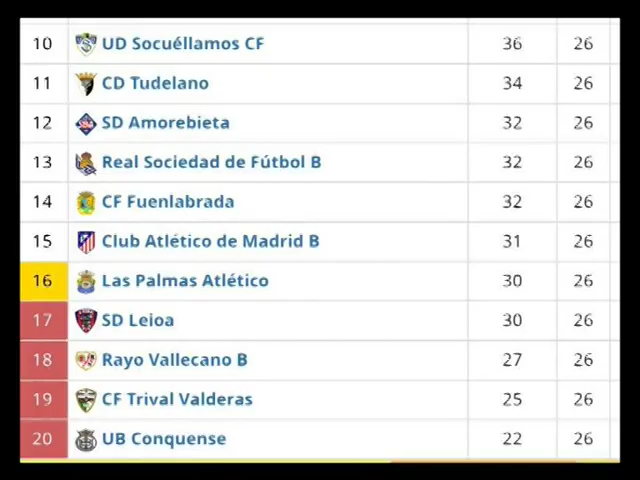 10 UD Socuéllamos CF 36 26
11 CD Tudelano 34 26
12 SD Amorebieta 32 26
13 Real Sociedad de Fútbol B 32 26
14 CF Fuenlabrada 32 26
15 Club Atlético de Madrid B 31 26
16 Las Palmas Atlético 30 26
17 SD Leioa 30 26
18 Rayo Vallecano B 27 26
19 CF Trival Valderas 25 26
20 UB Conquense 22 26